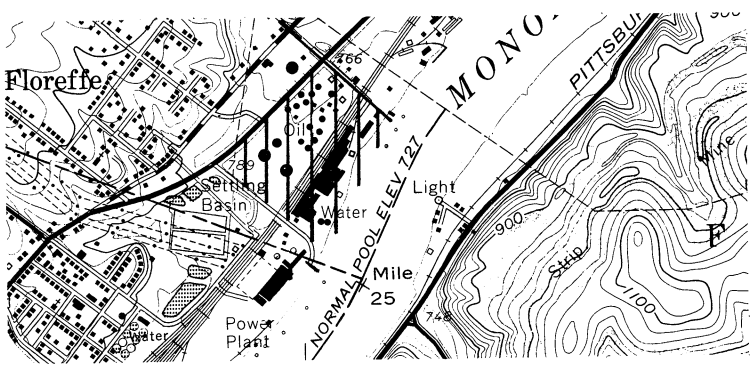 900
MONO
PITTSBUR
766
Floreffe
Oil
Mine
789
Settling
Basin
Light
NORMAL POOL ELEV 727
Water
900
F
Strip
Mile
25
1100
746
Power
Plant
Water